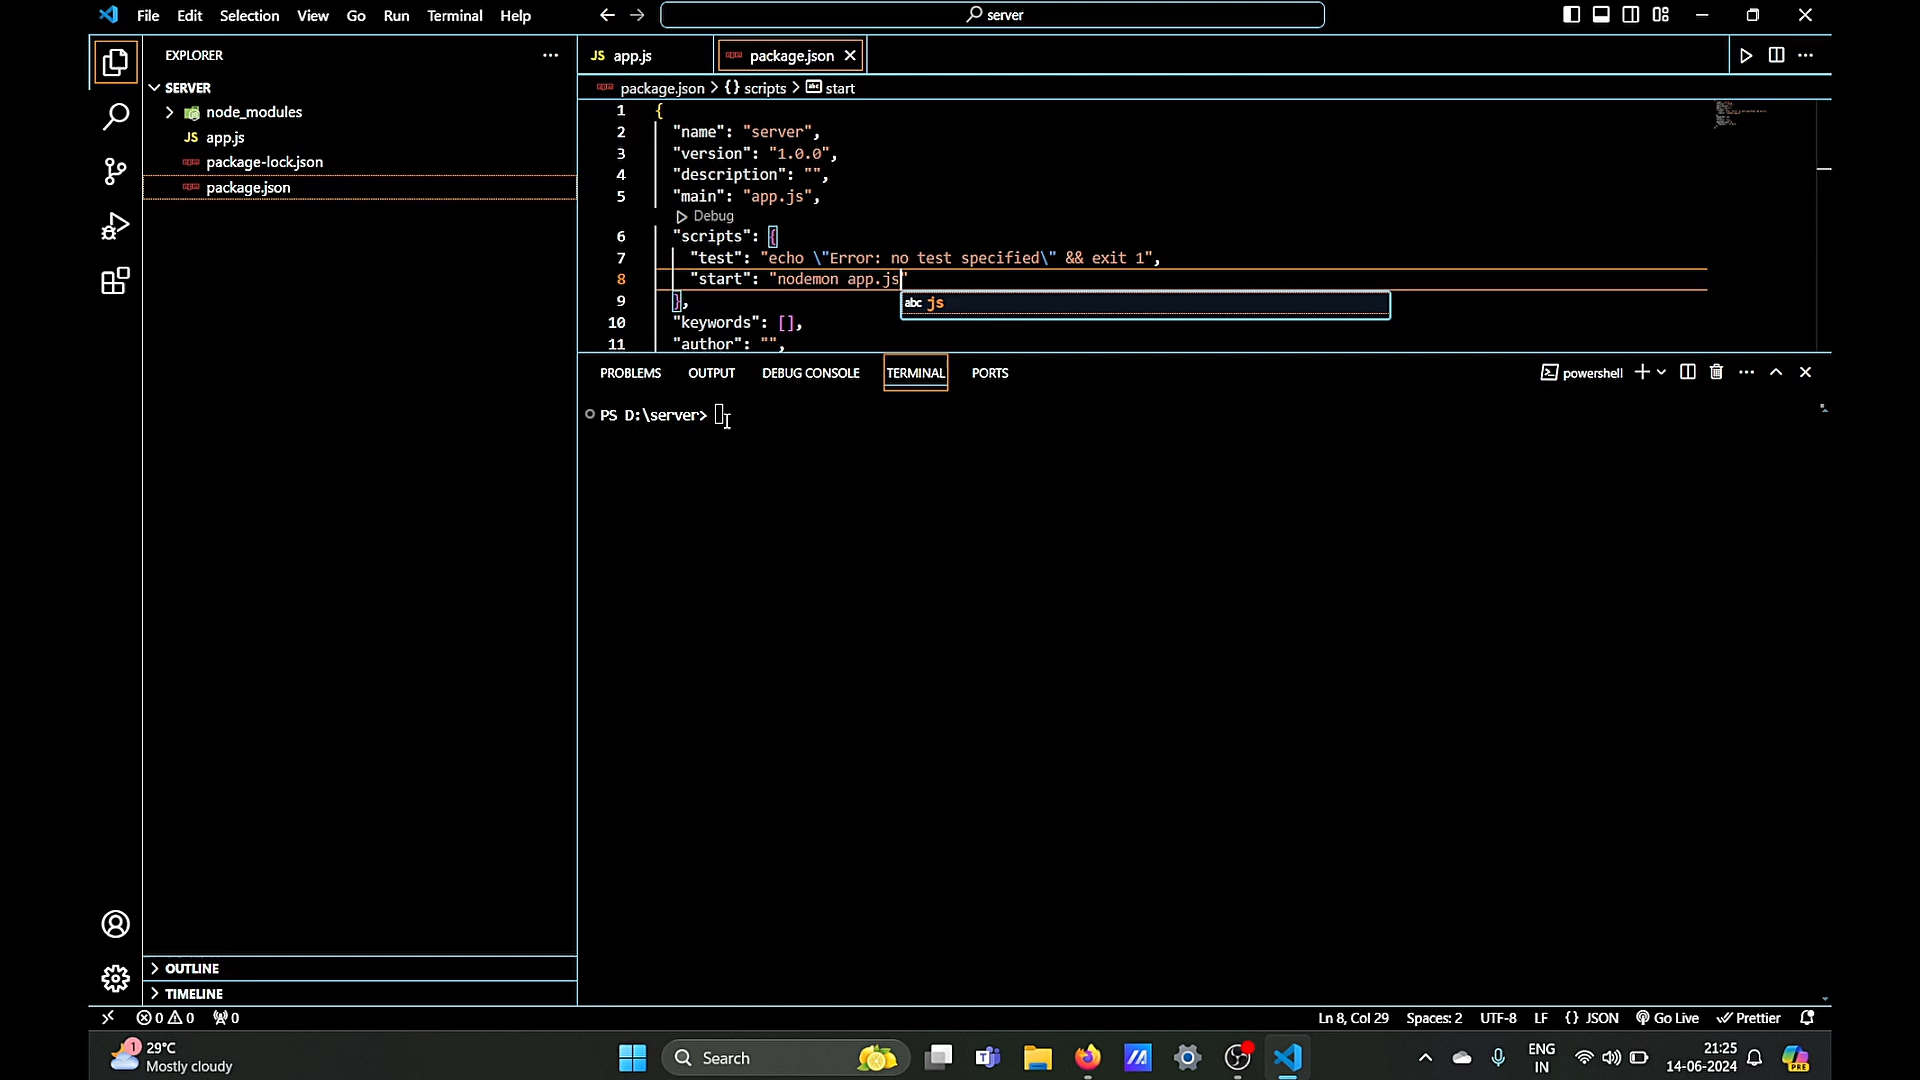 File Edit Selection View Go Run Terminal Help
server
EXPLORER
SERVER
node_modules
JS app.js
package-lock.json
package.json
JS app.js
package.json
package.json > {} scripts > abc start
1 {
2 "name": "server",
3 "version": "1.0.0",
4 "description": "",
5 "main": "app.js",
Debug
6 "scripts": {
7 "test": "echo \"Error: no test specified\" && exit 1",
8 "start": "nodemon app.js"
abc js
9 },
10 "keywords": [],
11 "author": "",
PROBLEMS OUTPUT DEBUG CONSOLE TERMINAL PORTS
powershell
PS D:\server>
OUTLINE
TIMELINE
0 0 0
Ln 8, Col 29 Spaces: 2 UTF-8 LF {} JSON Go Live Prettier
1
29°C
Mostly cloudy
Search
ENG
IN
21:25
14-06-2024
PRE